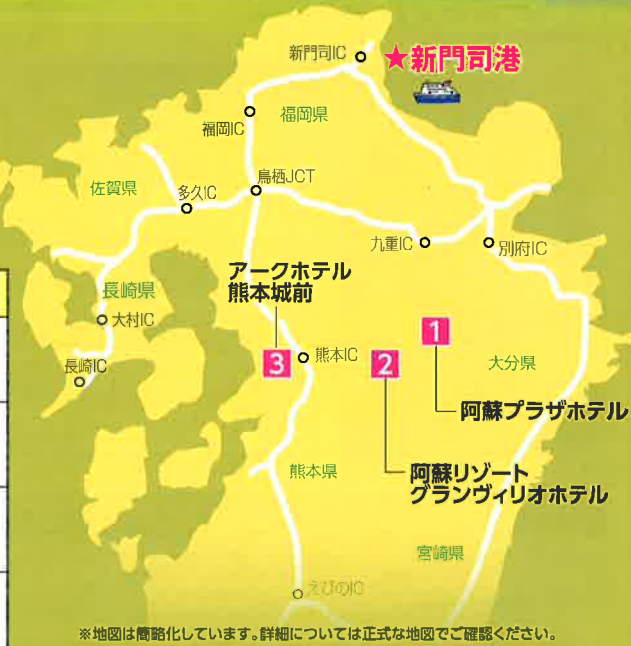 新門司IC
★新門司港
福岡IC
福岡県
佐賀県
多久IC
鳥栖JCT
九重IC
別府IC
アークホテル
熊本城前
長崎県
大村IC
長崎IC
3
熊本IC
2
1
大分県
阿蘇プラザホテル
阿蘇リゾート
グランヴィリオホテル
熊本県
宮崎県
えびのIC
※地図は簡略化しています。詳細については正式な地図でご確認ください。